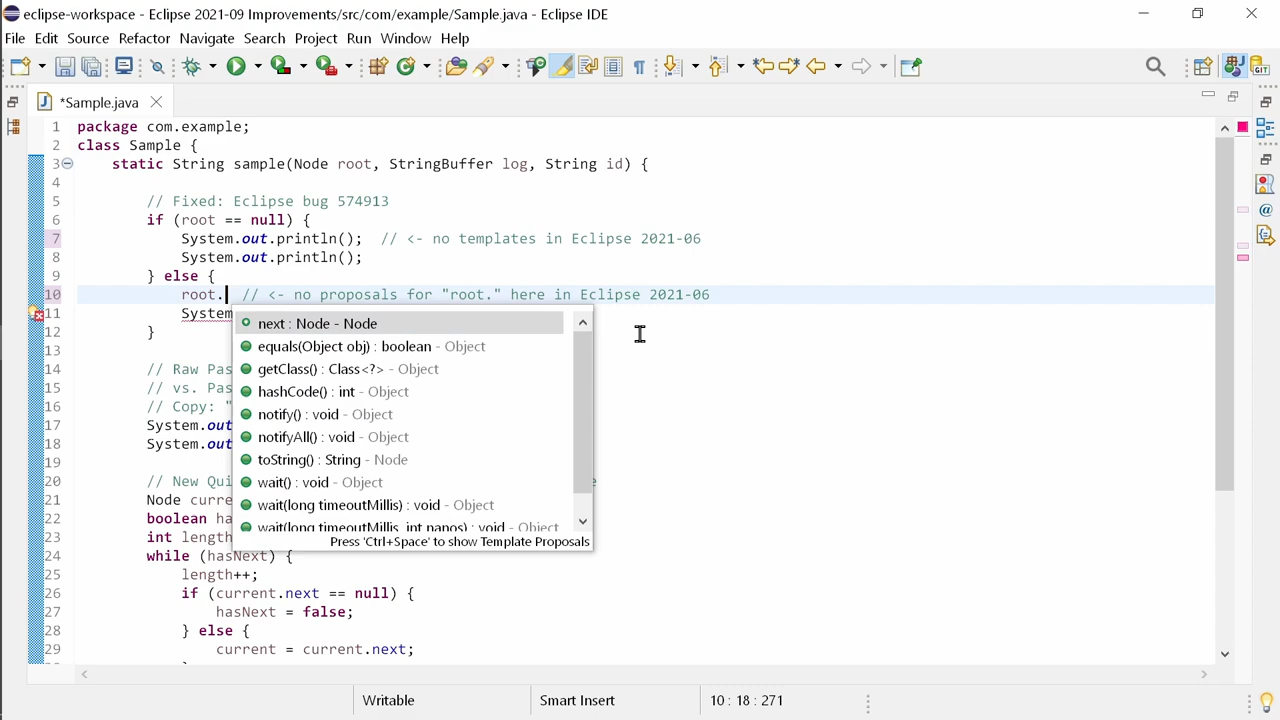 eclipse-workspace - Eclipse 2021-09 Improvements/src/com/example/Sample.java - Eclipse IDE
File Edit Source Refactor Navigate Search Project Run Window Help
GIT
*Sample.java
1 package com.example;
2 class Sample {
3 static String sample(Node root, StringBuffer log, String id) {
4
5 // Fixed: Eclipse bug 574913
6 if (root == null) {
7 System.out.println(); // <- no templates in Eclipse 2021-06
8 System.out.println();
9 } else {
10 root. // <- no proposals for "root." here in Eclipse 2021-06
11 System
next : Node - Node
12 }
equals(Object obj) : boolean - Object
13
14 // Raw Pas
getClass() : Class<?> - Object
15 // vs. Pas
hashCode() : int - Object
16 // Copy: "
notify() : void - Object
17 System.out
notifyAll() : void - Object
18 System.out
19
toString() : String - Node
20 // New Qui e
wait() : void - Object
21 Node curre
wait(long timeoutMillis) : void - Object
22 boolean ha
wait(long timeoutMillis, int nanos) : void - Object
23 int length
Press 'Ctrl+Space' to show Template Proposals
24 while (hasNext) {
25 length++;
26 if (current.next == null) {
27 hasNext = false;
28 } else {
29 current = current.next;
Writable Smart Insert 10 : 18 : 271